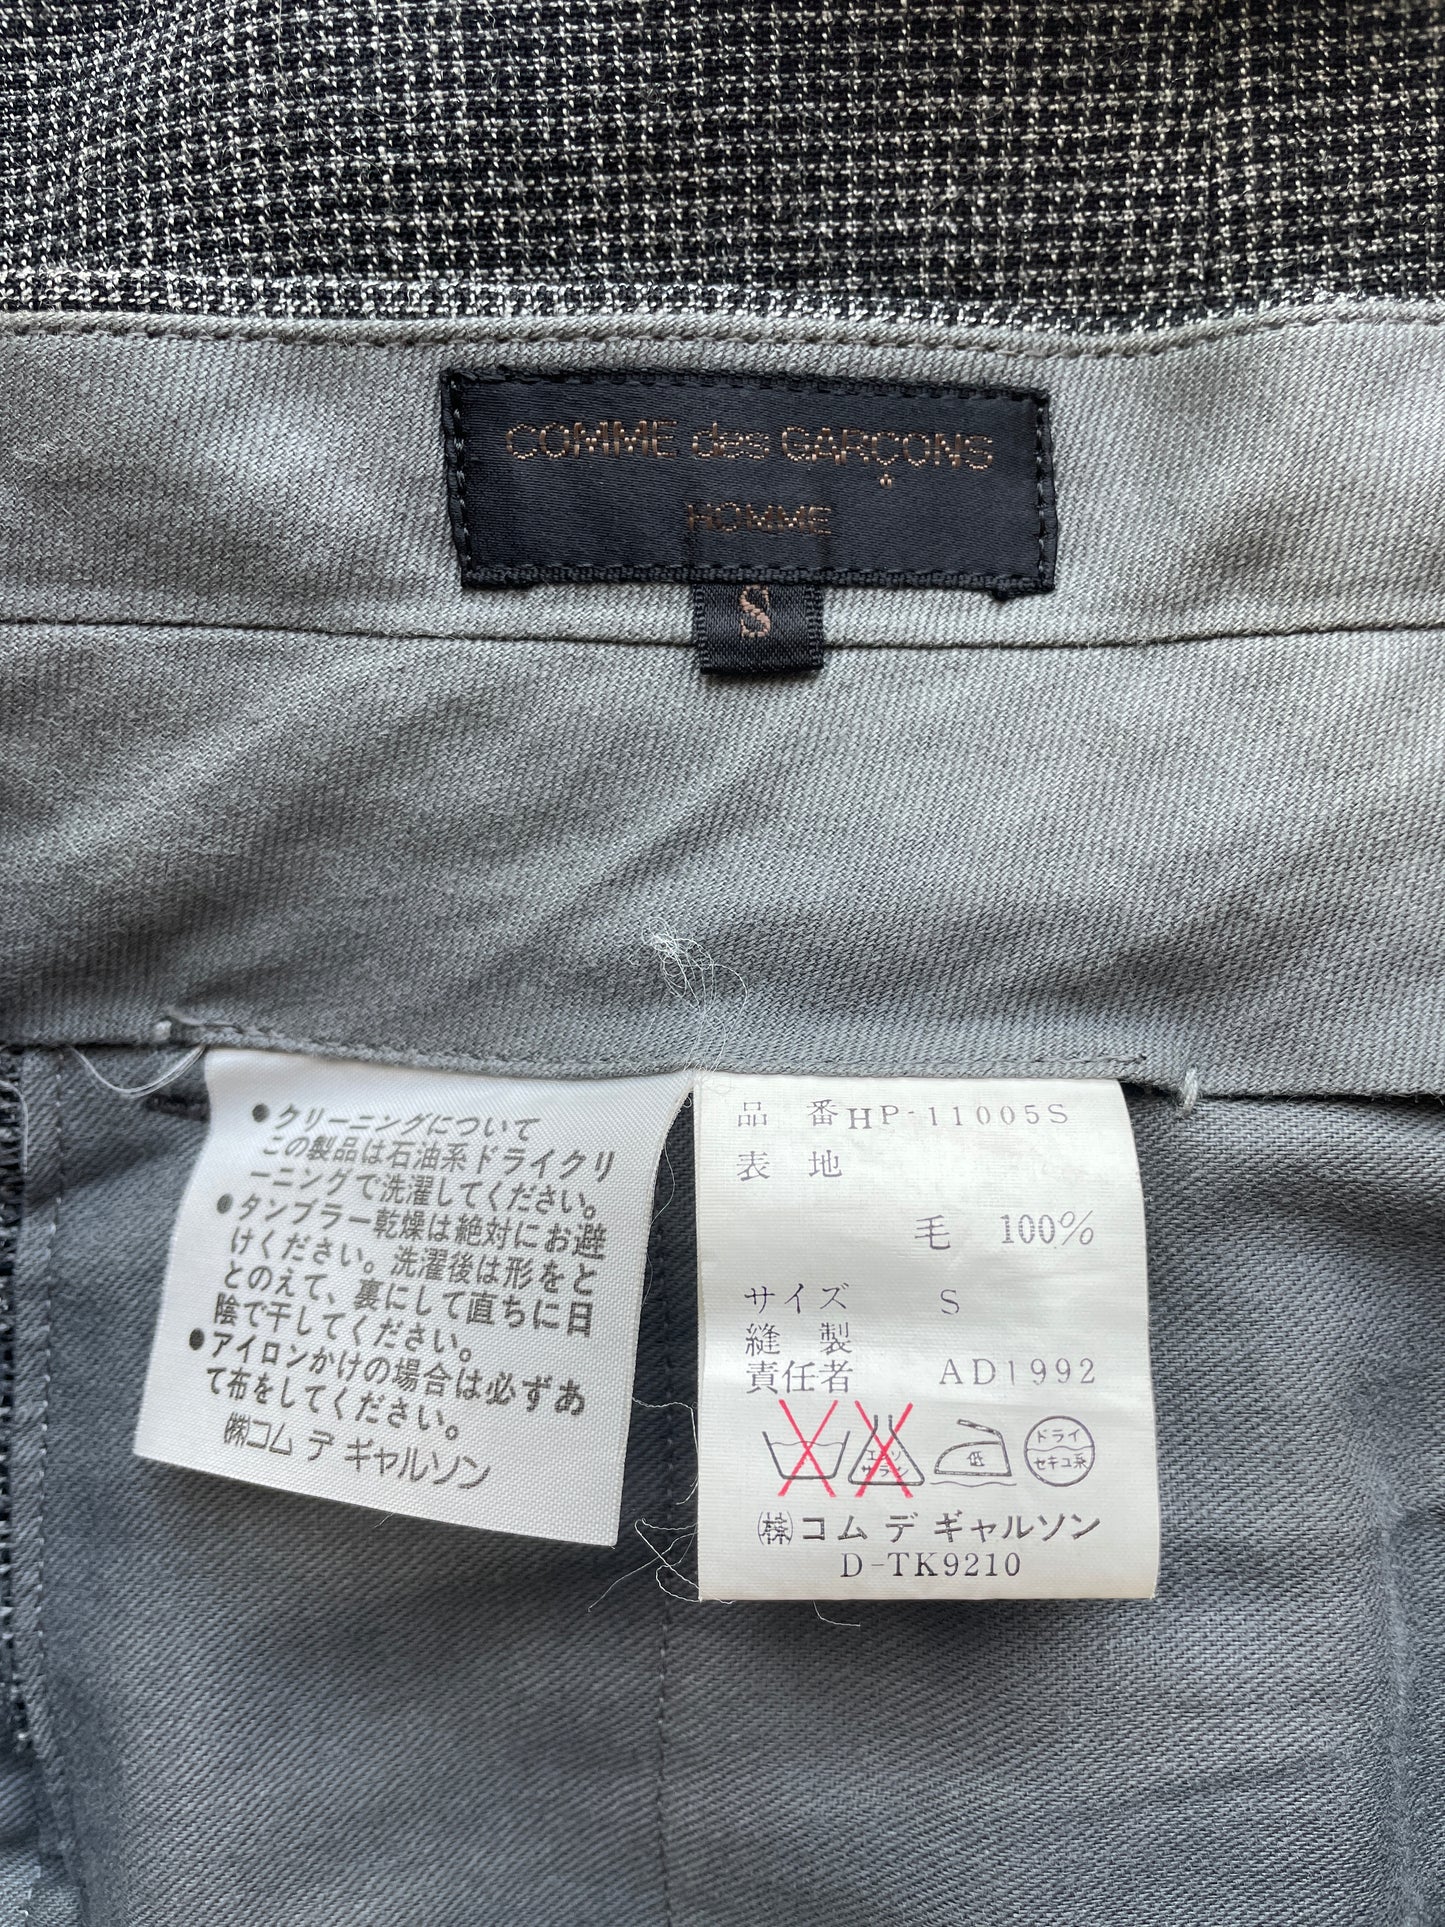 COMME des GARÇONS
HOMME
S
●クリーニングについて
この製品は石油系ドライクリ
ーニングで洗濯してください。
●タンブラー乾燥は絶対にお避
けください。洗濯後は形をと
とのえて、裏にして直ちに日
陰で干してください。
●アイロンかけの場合は必ずあ
て布をしてください。
㈱コム デ ギャルソン
品 番 HP-11005S
表 地
毛 100%
サイズ S
縫 製
責任者 AD1992
エンソ
サラシ
低
ドライ
セキユ系
㈱コム デ ギャルソン
D-TK9210